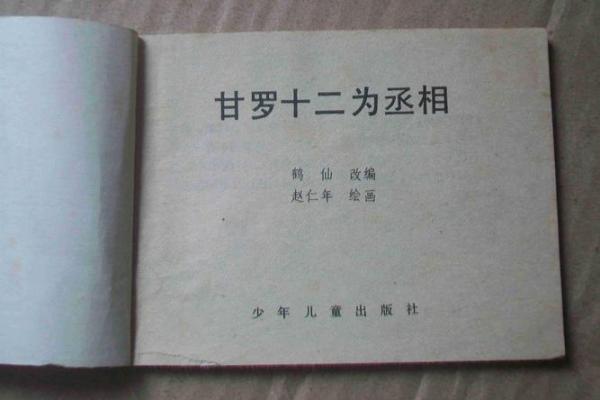 甘罗十二为丞相
鹤仙 改编
赵仁年 绘画
少年儿童出版社